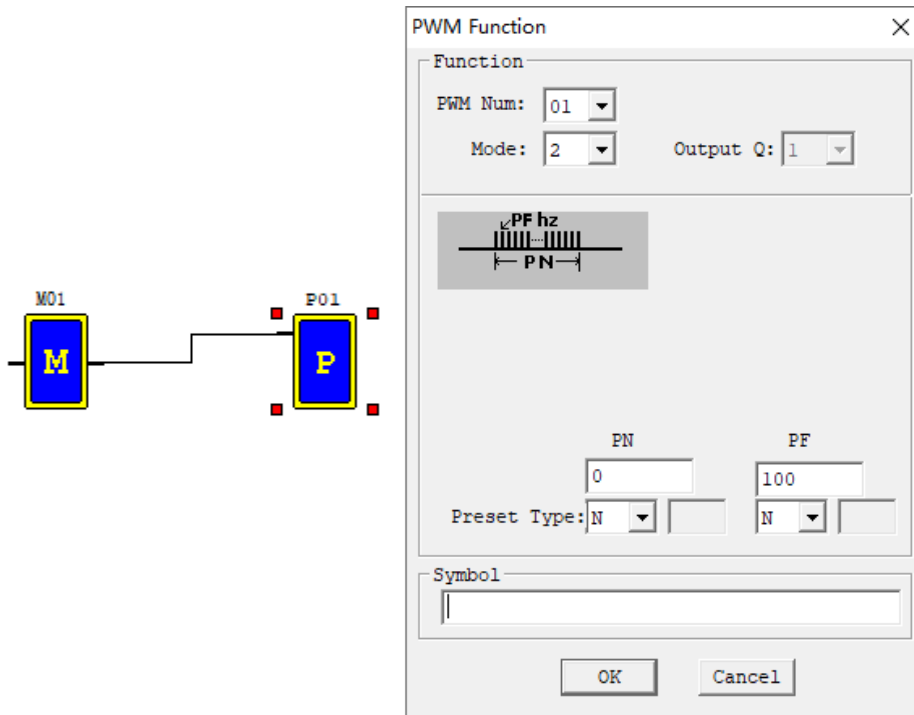 PWM Function
Function
PWM Num: 01
Mode: 2 Output Q: 1
PF hz
PN
M01 P01
M P
PN PF
0 100
Preset Type: N N
Symbol
OK Cancel